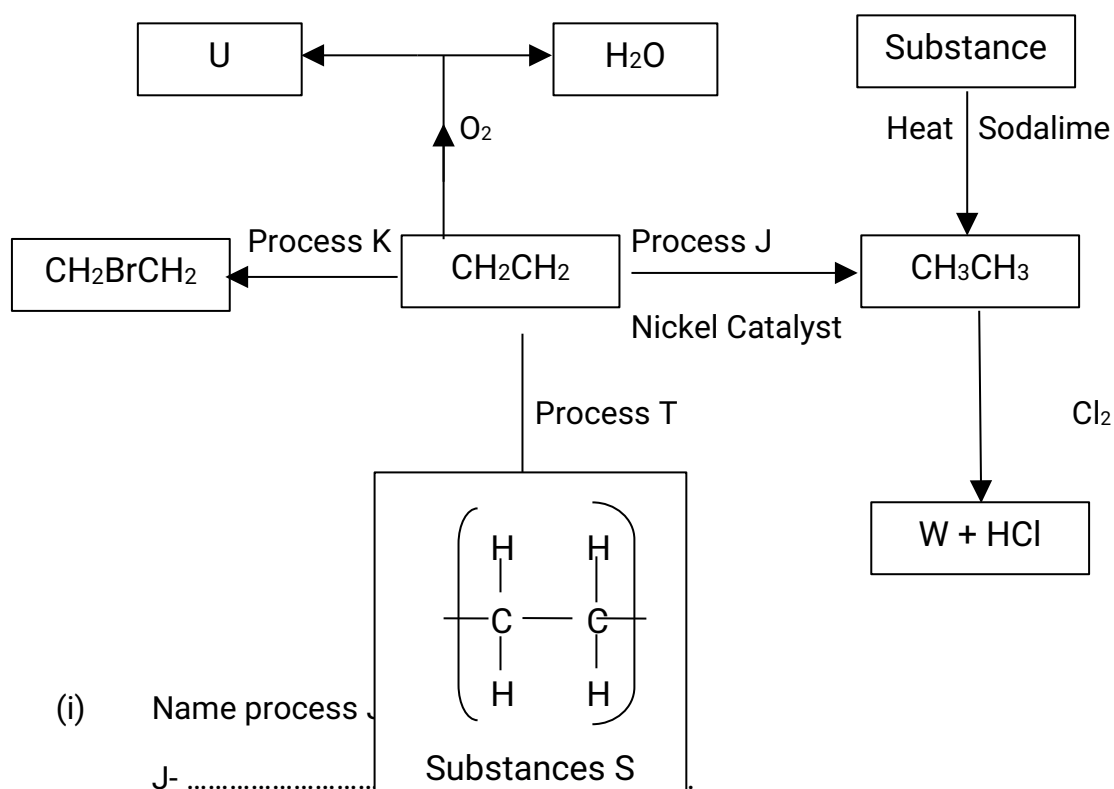 U
H₂O
Substance
O₂
Heat
Sodalime
Process K
Process J
CH₂BrCH₂
CH₂CH₂
CH₃CH₃
Nickel Catalyst
Process T
Cl₂
W + HCl
H H
C C
H H
(i) Name process
Substances S
J- ........................ .